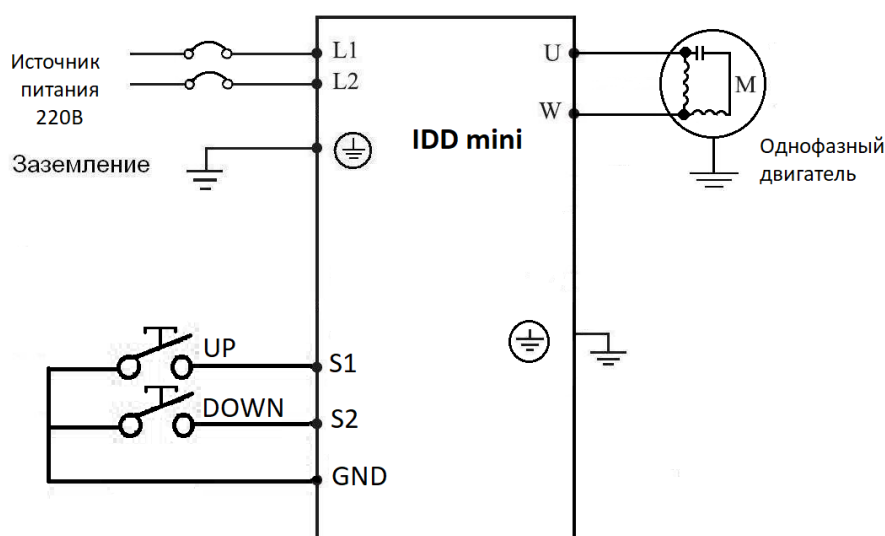 Источник
питания
220В
L1
L2
Заземление
IDD mini
U
W
M
Однофазный
двигатель
UP
S1
DOWN
S2
GND